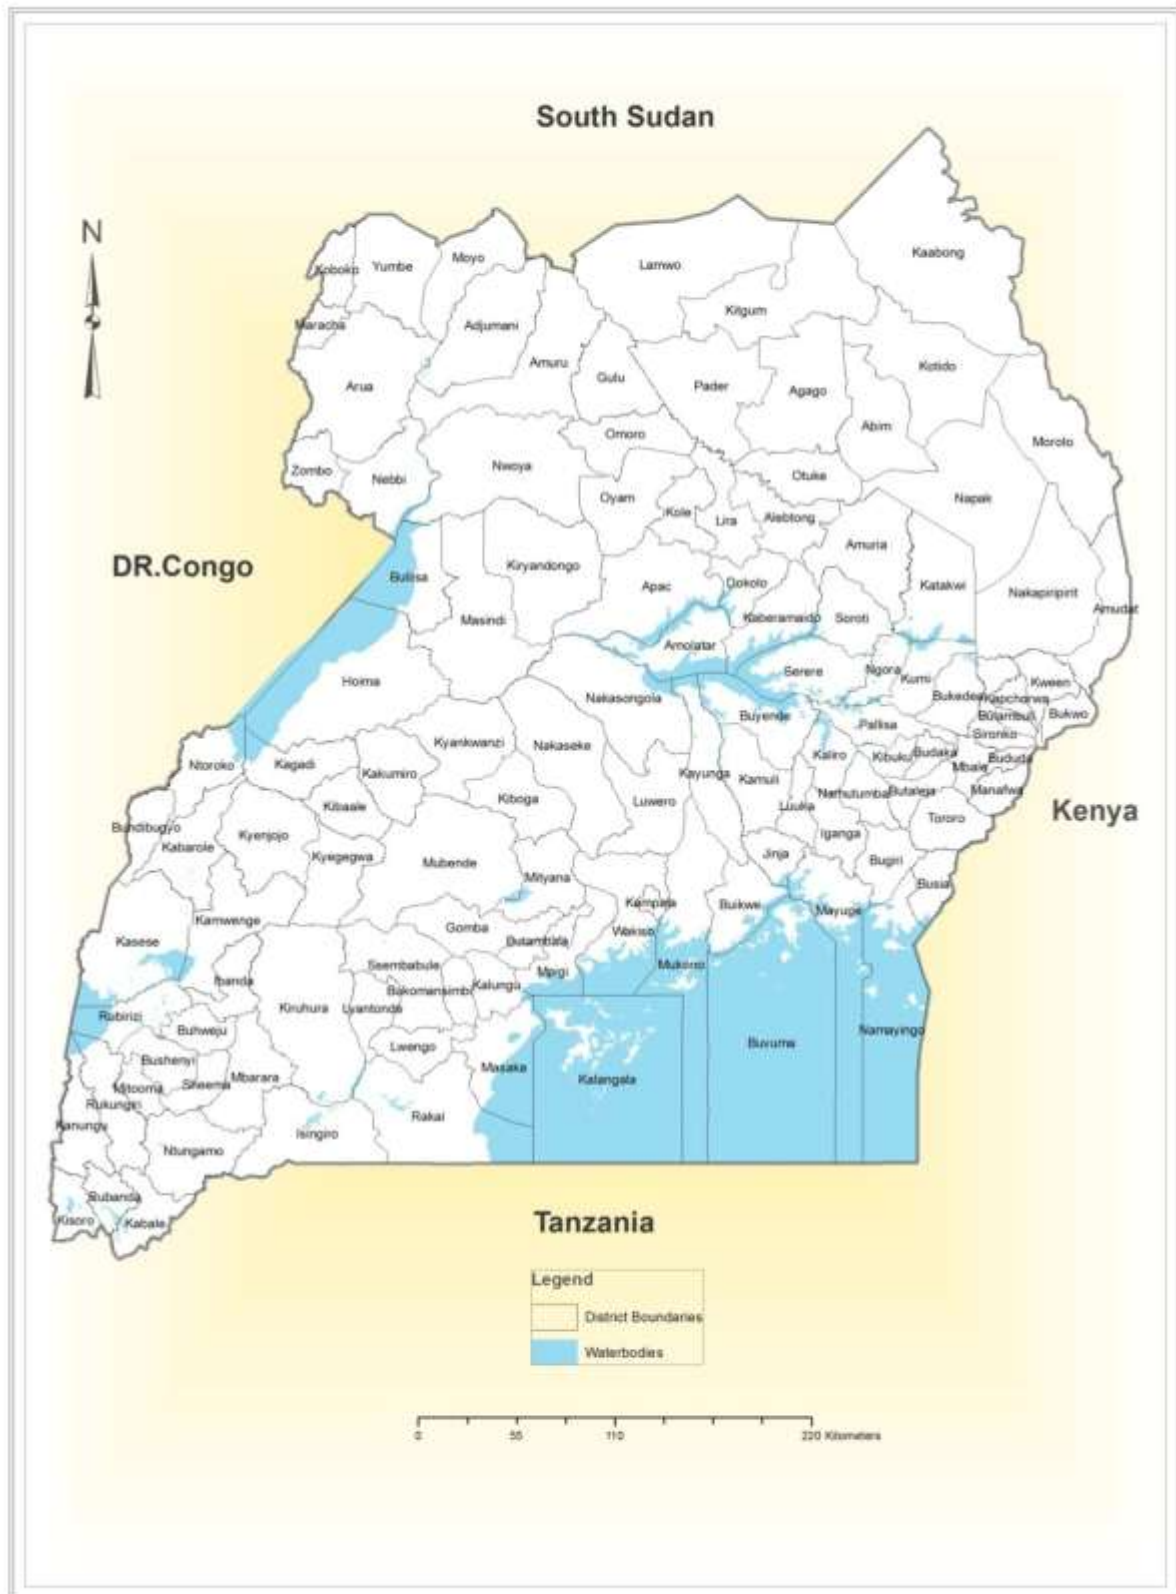 South Sudan
N
Kaabong
Moyo
Lamwo
Koboko
Yumbe
Kitgum
Maracha
Adjumani
Amuru
Gulu
Kotido
Arua
Pader
Agago
Abim
Moroto
Omoro
Zombo
Nebbi
Nwoya
Otuke
Oyam
Napak
Kole
Lira
Alebtong
Amuria
DR.Congo
Buliisa
Kiryandongo
Apac
Dokolo
Katakwi
Nakapiripirit
Amudat
Masindi
Kaberamaido
Soroti
Amolatar
Hoima
Serere
Ngora
Kumi
Kween
Nakasongola
Bukedea
Kapchorwa
Buyende
Pallisa
Bulambuli
Bukwo
Sironko
Kyankwanzi
Nakaseke
Ntoroko
Kagadi
Kakumiro
Kayunga
Kamuli
Kaliro
Kibuku
Budaka
Mbale
Bududa
Kibaale
Kiboga
Luwero
Luuka
Namutumba
Butaleja
Manafwa
Kenya
Bundibugyo
Kabarole
Kyenjojo
Kyegegwa
Mubende
Iganga
Tororo
Mityana
Jinja
Bugiri
Busia
Kamwenge
Kampala
Buikwe
Mayuge
Kasese
Gomba
Butambala
Wakiso
Mukono
Ibanda
Ssembabule
Mpigi
Bakomansimbi
Kalungu
Rubirizi
Kiruhura
Lyantonde
Buhweju
Lwengo
Namayingo
Buvuma
Bushenyi
Mitooma
Sheema
Mbarara
Masaka
Kalangala
Rukungiri
Kanungu
Rakai
Isingiro
Ntungamo
Rubanda
Kisoro
Kabale
Tanzania
Legend
District Boundaries
Waterbodies
0 55 110 220 Kilometers